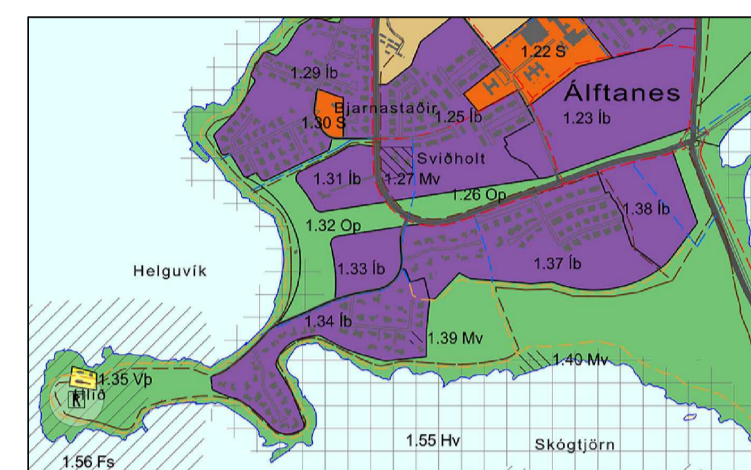 1.22 S
1.29 Íb
Álftanes
Bjarnastaðir
1.25 Íb
1.23 Íb
1.30 S
Sviðholt
1.31 Íb
1.27 Mv
1.26 Op
1.38 Íb
1.32 Op
Helguvík
1.33 Íb
1.37 Íb
1.34 Íb
1.39 Mv
1.40 Mv
1.35 Vþ
Hlið
1.55 Hv
Skógtjörn
1.56 Fs